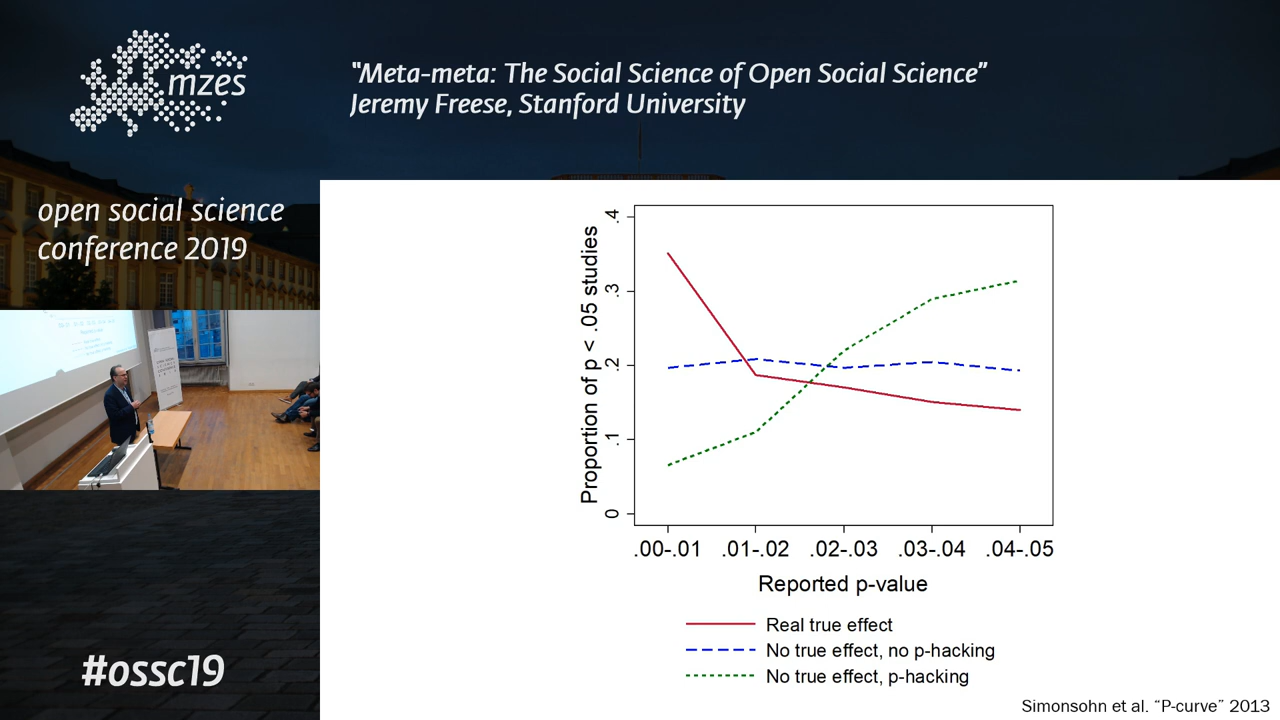 mzes
"Meta-meta: The Social Science of Open Social Science"
Jeremy Freese, Stanford University
open social science
conference 2019
#ossc19
Proportion of p < .05 studies
.4
.3
.2
.1
0
.00-.01 .01-.02 .02-.03 .03-.04 .04-.05
Reported p-value
Real true effect
No true effect, no p-hacking
No true effect, p-hacking
Simonsohn et al. “P-curve” 2013